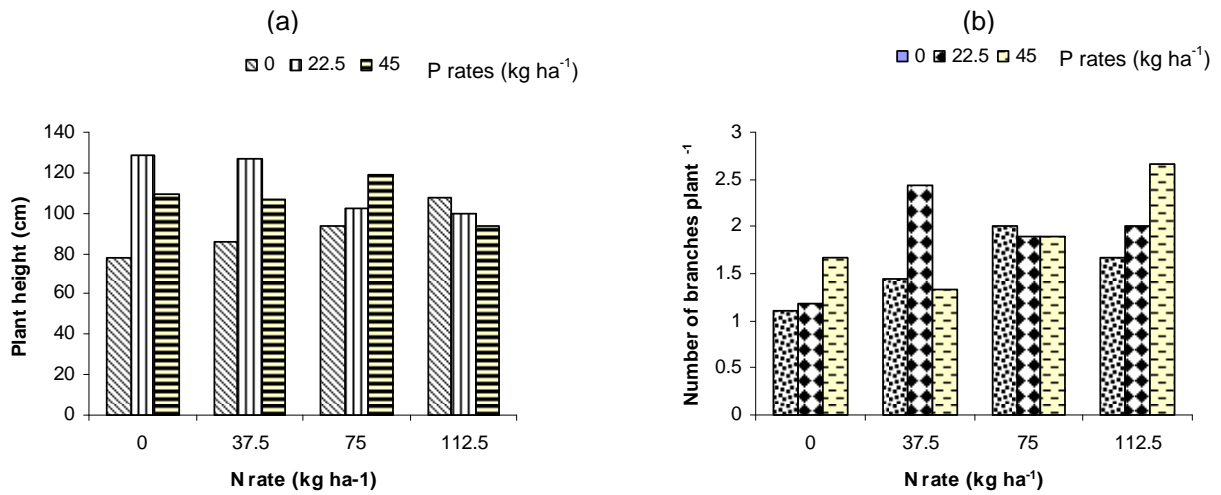 (a)
0 22.5 45 P rates (kg ha⁻¹)
Plant height (cm)
140
120
100
80
60
40
20
0
0 37.5 75 112.5
N rate (kg ha-1)
(b)
0 22.5 45 P rates (kg ha⁻¹)
Number of branches plant ⁻¹
3
2.5
2
1.5
1
0.5
0
0 37.5 75 112.5
N rate (kg ha⁻¹)